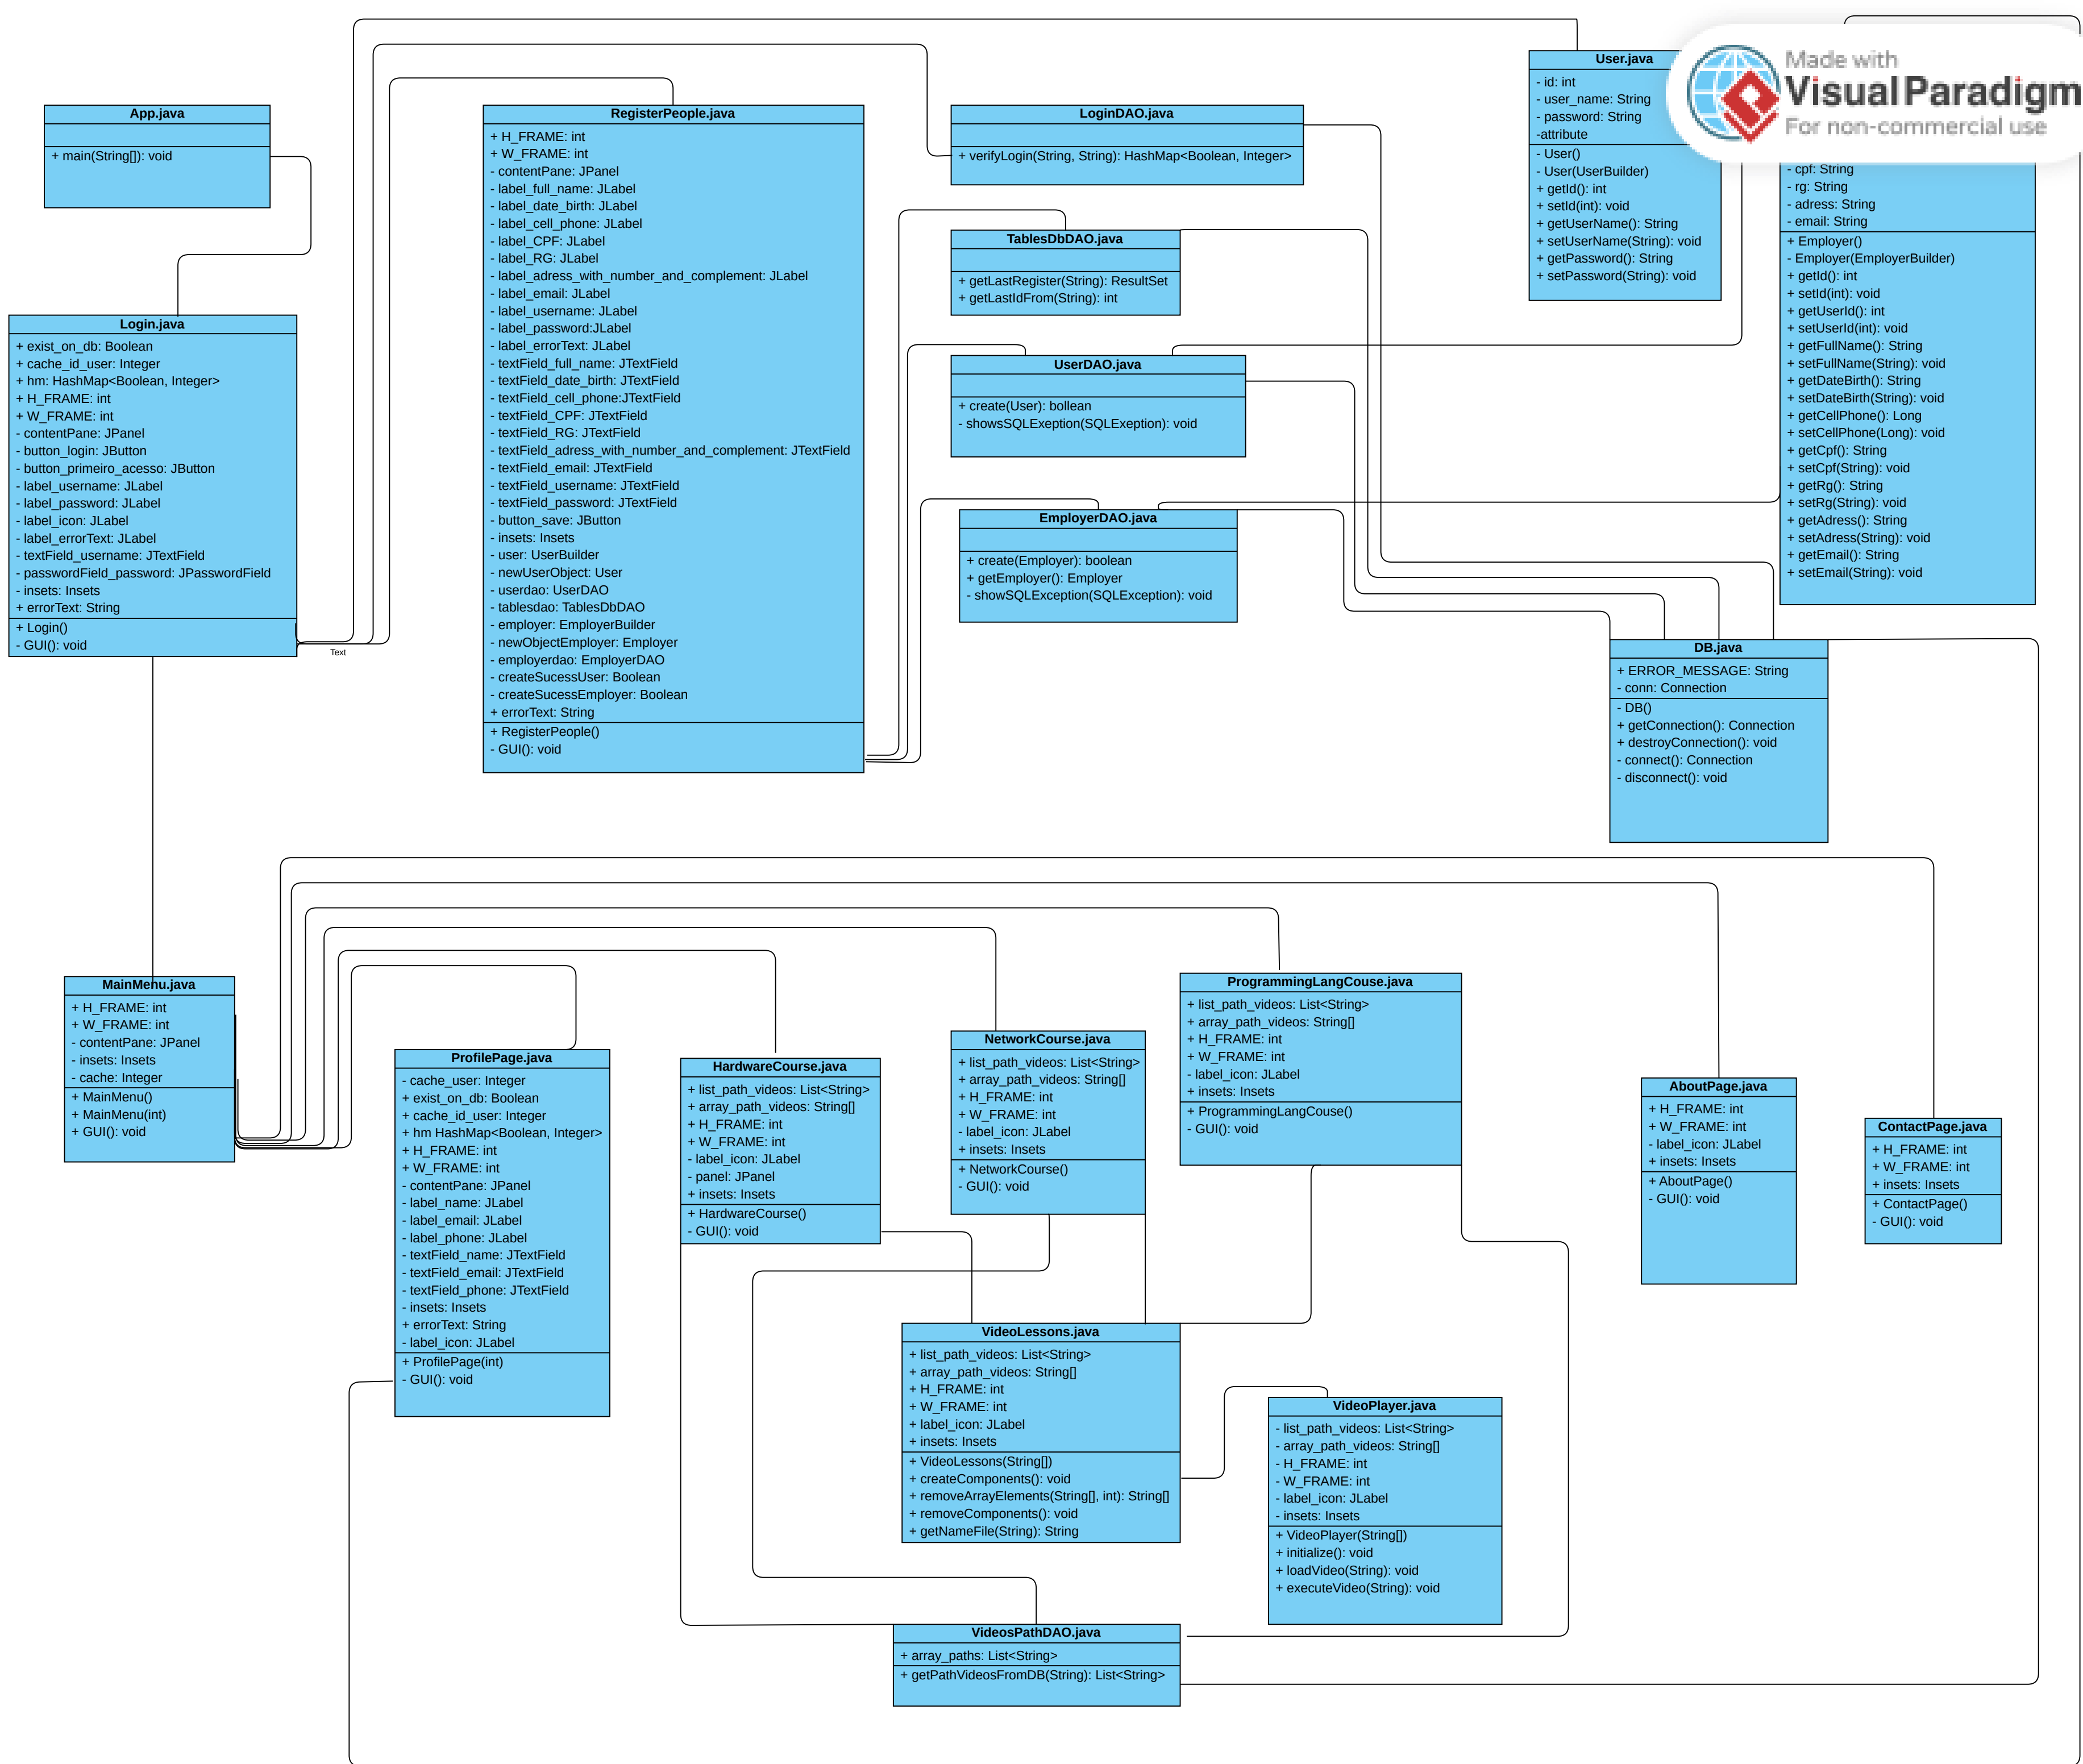 Made with
Visual Paradigm
For non-commercial use
App.java
+ main(String[]): void
Login.java
+ exist_on_db: Boolean
+ cache_id_user: Integer
+ hm: HashMap<Boolean, Integer>
+ H_FRAME: int
+ W_FRAME: int
- contentPane: JPanel
- button_login: JButton
- button_primeiro_acesso: JButton
- label_username: JLabel
- label_password: JLabel
- label_icon: JLabel
- label_errorText: JLabel
- textField_username: JTextField
- passwordField_password: JPasswordField
- insets: Insets
+ errorText: String
+ Login()
- GUI(): void
Text
RegisterPeople.java
+ H_FRAME: int
+ W_FRAME: int
- contentPane: JPanel
- label_full_name: JLabel
- label_date_birth: JLabel
- label_cell_phone: JLabel
- label_CPF: JLabel
- label_RG: JLabel
- label_adress_with_number_and_complement: JLabel
- label_email: JLabel
- label_username: JLabel
- label_password:JLabel
- label_errorText: JLabel
- textField_full_name: JTextField
- textField_date_birth: JTextField
- textField_cell_phone:JTextField
- textField_CPF: JTextField
- textField_RG: JTextField
- textField_adress_with_number_and_complement: JTextField
- textField_email: JTextField
- textField_username: JTextField
- textField_password: JTextField
- button_save: JButton
- insets: Insets
- user: UserBuilder
- newUserObject: User
- userdao: UserDAO
- tablesdao: TablesDbDAO
- employer: EmployerBuilder
- newObjectEmployer: Employer
- employerdao: EmployerDAO
- createSucessUser: Boolean
- createSucessEmployer: Boolean
+ errorText: String
+ RegisterPeople()
- GUI(): void
LoginDAO.java
+ verifyLogin(String, String): HashMap<Boolean, Integer>
TablesDbDAO.java
+ getLastRegister(String): ResultSet
+ getLastIdFrom(String): int
UserDAO.java
+ create(User): bollean
- showsSQLExeption(SQLExeption): void
EmployerDAO.java
+ create(Employer): boolean
+ getEmployer(): Employer
- showSQLException(SQLException): void
User.java
- id: int
- user_name: String
- password: String
-attribute
- User()
- User(UserBuilder)
+ getId(): int
+ setId(int): void
+ getUserName(): String
+ setUserName(String): void
+ getPassword(): String
+ setPassword(String): void
- cpf: String
- rg: String
- adress: String
- email: String
+ Employer()
- Employer(EmployerBuilder)
+ getId(): int
+ setId(int): void
+ getUserId(): int
+ setUserId(int): void
+ getFullName(): String
+ setFullName(String): void
+ getDateBirth(): String
+ setDateBirth(String): void
+ getCellPhone(): Long
+ setCellPhone(Long): void
+ getCpf(): String
+ setCpf(String): void
+ getRg(): String
+ setRg(String): void
+ getAdress(): String
+ setAdress(String): void
+ getEmail(): String
+ setEmail(String): void
DB.java
+ ERROR_MESSAGE: String
- conn: Connection
- DB()
+ getConnection(): Connection
+ destroyConnection(): void
- connect(): Connection
- disconnect(): void
MainMenu.java
+ H_FRAME: int
+ W_FRAME: int
- contentPane: JPanel
- insets: Insets
- cache: Integer
+ MainMenu()
+ MainMenu(int)
+ GUI(): void
ProfilePage.java
- cache_user: Integer
+ exist_on_db: Boolean
+ cache_id_user: Integer
+ hm HashMap<Boolean, Integer>
+ H_FRAME: int
+ W_FRAME: int
- contentPane: JPanel
- label_name: JLabel
- label_email: JLabel
- label_phone: JLabel
- textField_name: JTextField
- textField_email: JTextField
- textField_phone: JTextField
- insets: Insets
+ errorText: String
- label_icon: JLabel
+ ProfilePage(int)
- GUI(): void
HardwareCourse.java
+ list_path_videos: List<String>
+ array_path_videos: String[]
+ H_FRAME: int
+ W_FRAME: int
- label_icon: JLabel
- panel: JPanel
+ insets: Insets
+ HardwareCourse()
- GUI(): void
NetworkCourse.java
+ list_path_videos: List<String>
+ array_path_videos: String[]
+ H_FRAME: int
+ W_FRAME: int
- label_icon: JLabel
+ insets: Insets
+ NetworkCourse()
- GUI(): void
ProgrammingLangCouse.java
+ list_path_videos: List<String>
+ array_path_videos: String[]
+ H_FRAME: int
+ W_FRAME: int
- label_icon: JLabel
+ insets: Insets
+ ProgrammingLangCouse()
- GUI(): void
AboutPage.java
+ H_FRAME: int
+ W_FRAME: int
- label_icon: JLabel
+ insets: Insets
+ AboutPage()
- GUI(): void
ContactPage.java
+ H_FRAME: int
+ W_FRAME: int
+ insets: Insets
+ ContactPage()
- GUI(): void
VideoLessons.java
+ list_path_videos: List<String>
+ array_path_videos: String[]
+ H_FRAME: int
+ W_FRAME: int
+ label_icon: JLabel
+ insets: Insets
+ VideoLessons(String[])
+ createComponents(): void
+ removeArrayElements(String[], int): String[]
+ removeComponents(): void
+ getNameFile(String): String
VideoPlayer.java
- list_path_videos: List<String>
- array_path_videos: String[]
- H_FRAME: int
- W_FRAME: int
- label_icon: JLabel
- insets: Insets
+ VideoPlayer(String[])
+ initialize(): void
+ loadVideo(String): void
+ executeVideo(String): void
VideosPathDAO.java
+ array_paths: List<String>
+ getPathVideosFromDB(String): List<String>